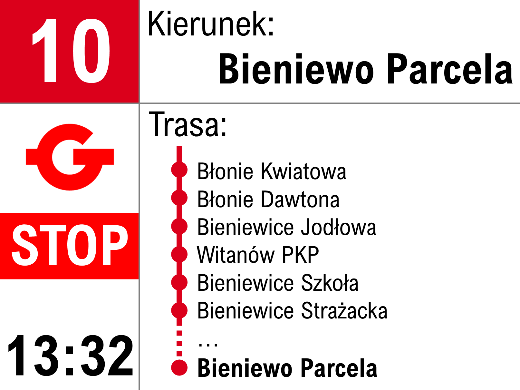 10
Kierunek:
Bieniewo Parcela
G
STOP
13:32
Trasa:
Błonie Kwiatowa
Błonie Dawtona
Bieniewice Jodłowa
Witanów PKP
Bieniewice Szkoła
Bieniewice Strażacka
...
Bieniewo Parcela